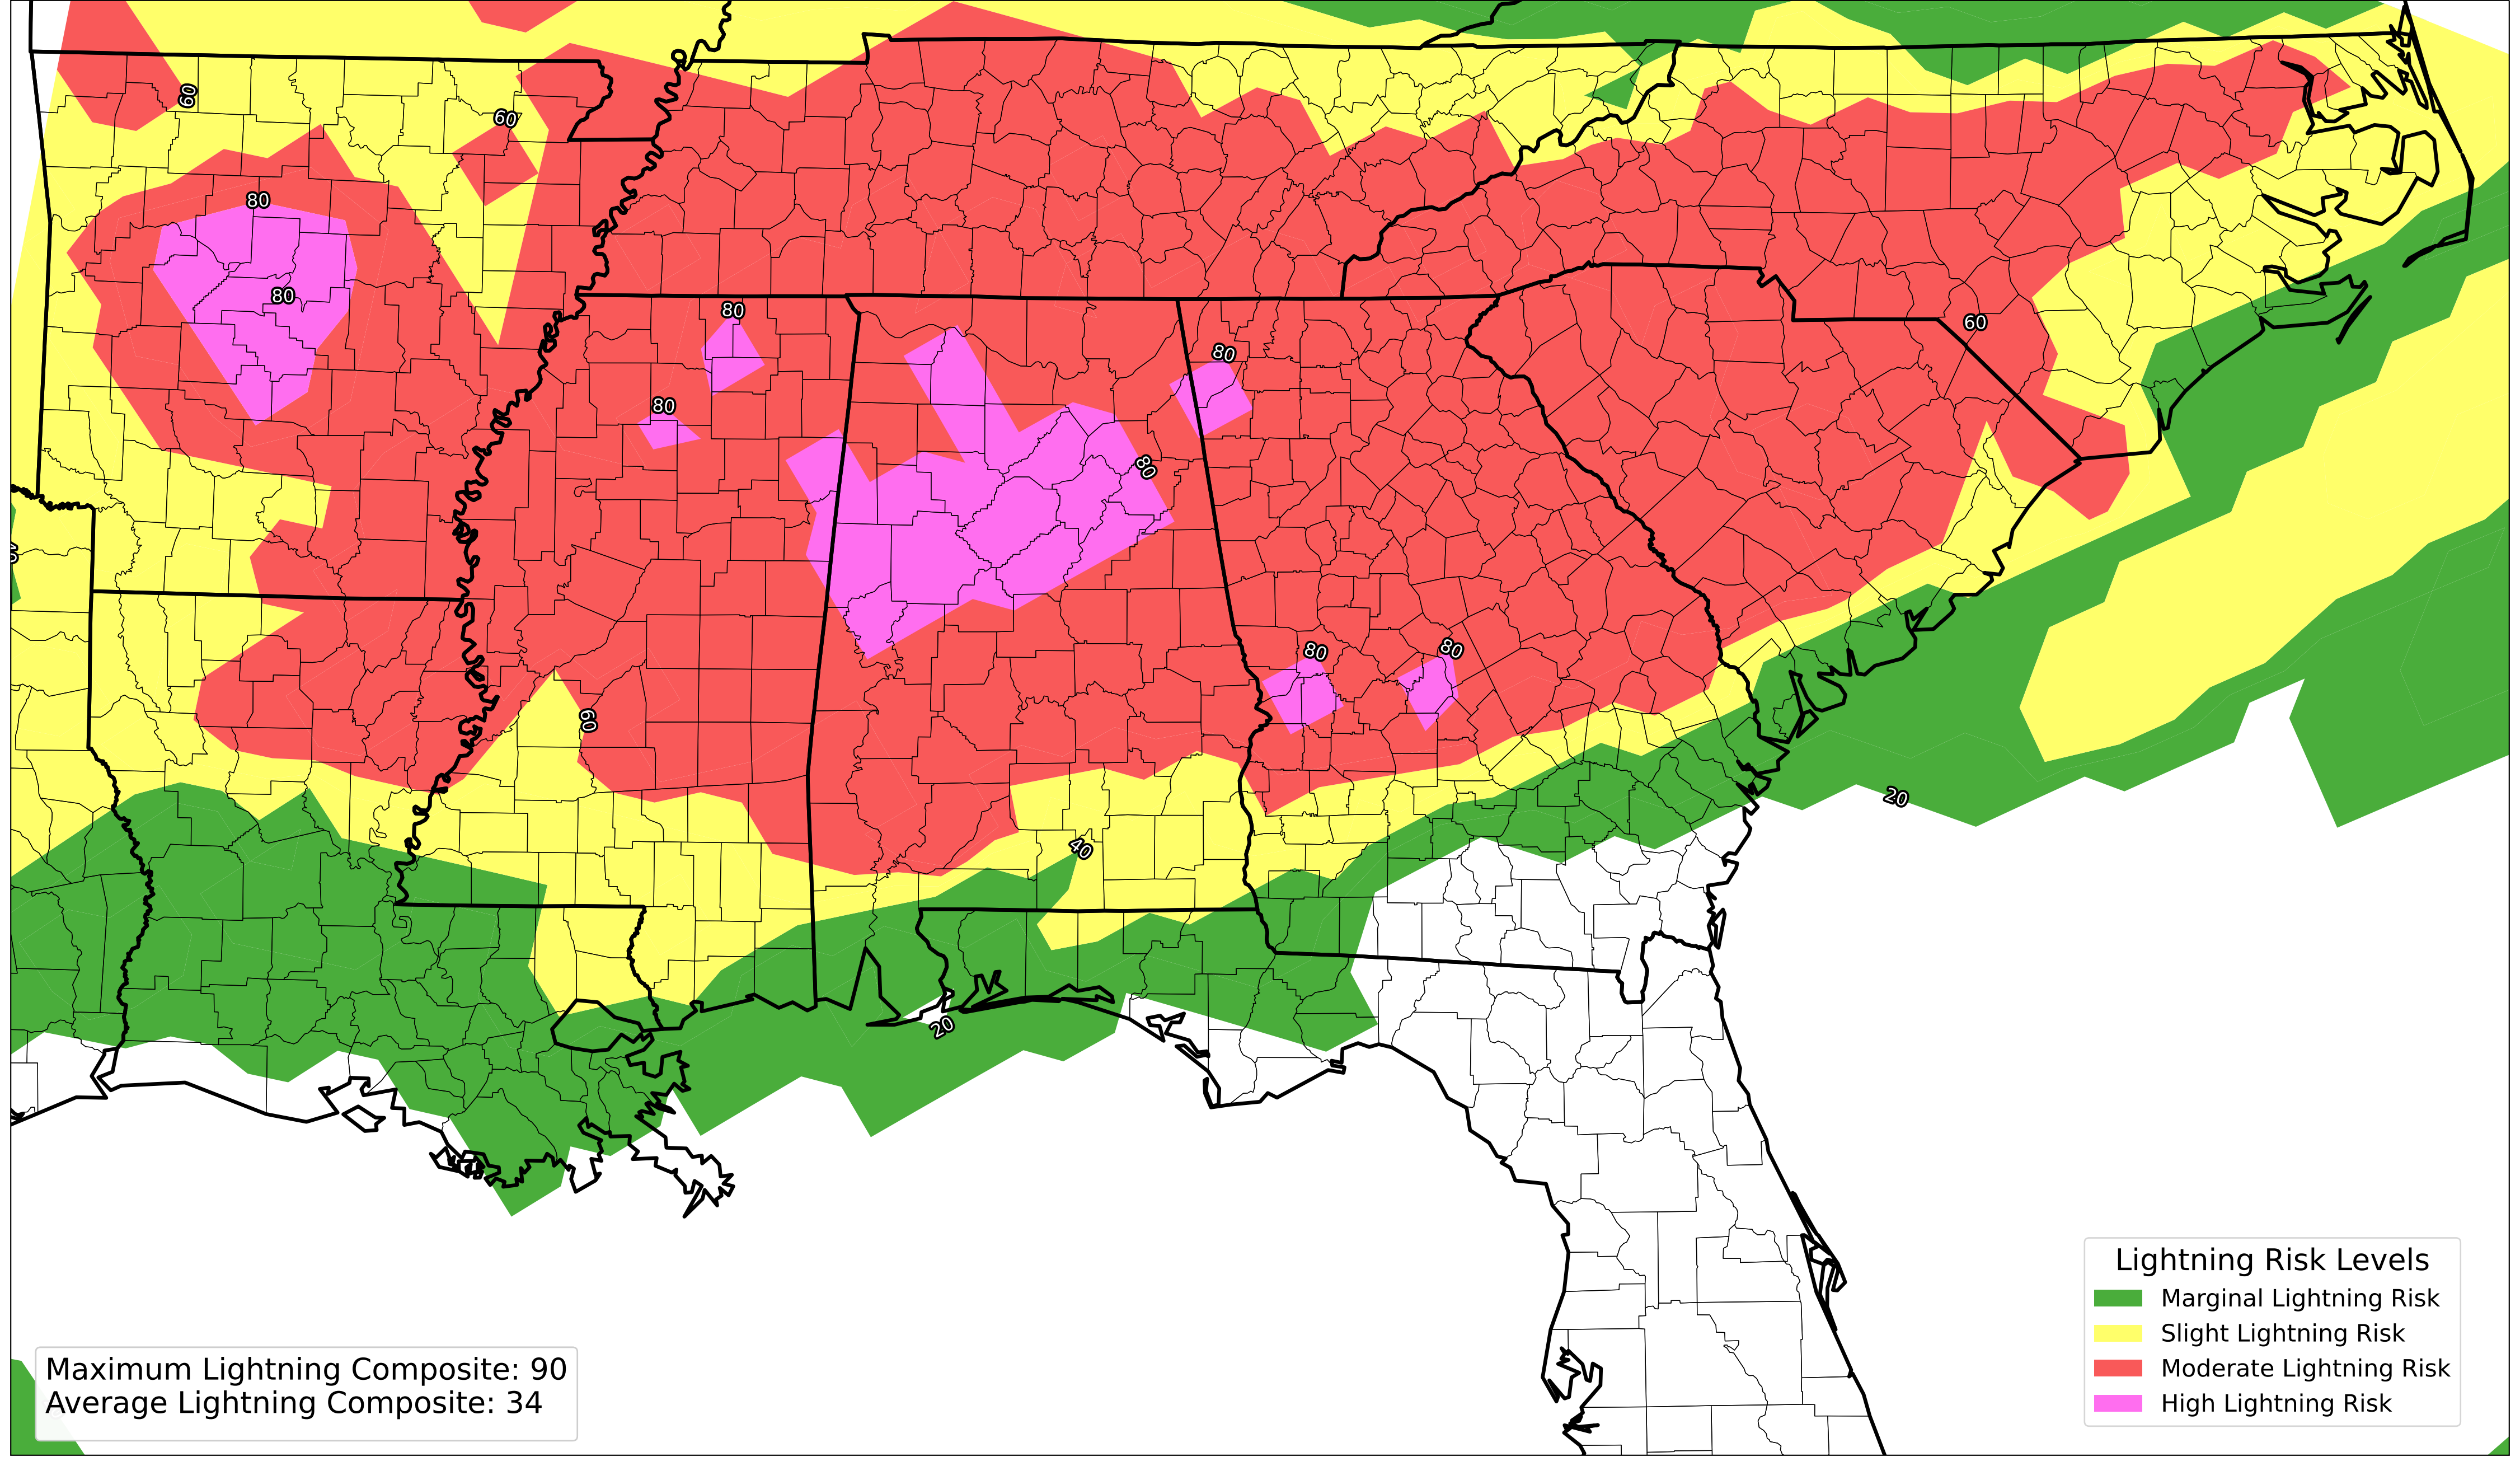 60
60
80
80
80
80
80
80
60
80
80
60
40
20
20
Lightning Risk Levels
Marginal Lightning Risk
Slight Lightning Risk
Moderate Lightning Risk
High Lightning Risk
Maximum Lightning Composite: 90
Average Lightning Composite: 34